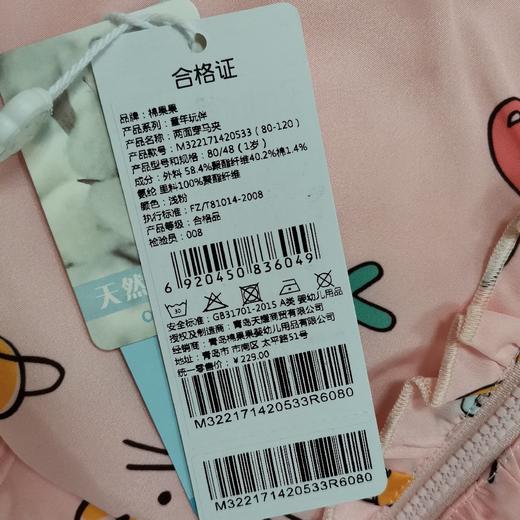 合格证
品牌：棉果果
产品系列：童年玩伴
产品名称：两面穿马夹
产品款号：M322171420533（80-120）
产品型号和规格：80/48（1岁）
成分：外料 58.4%聚酯纤维40.2%棉1.4%
氨纶 里料100%聚酯纤维
颜色：浅粉
执行标准：FZ/T81014-2008
产品等级：合格品
检验员：008
6 920450 836049
安全标准：GB31701-2015 A类 婴幼儿用品
授权及制造商：青岛天耀商贸有限公司
经销商：青岛棉果果婴幼儿用品有限公司
地址：青岛市 市南区 太平路51号
统一零售价：￥229.00
M322171420533R6080
M322171420533R6080
天然